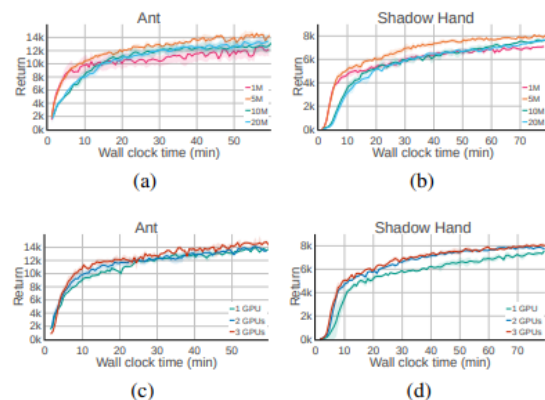 Ant
Return
14k
12k
10k
8k
6k
4k
2k
0k
0 10 20 30 40 50
Wall clock time (min)
1M
5M
10M
20M
(a)
Shadow Hand
Return
8k
6k
4k
2k
0k
0 10 20 30 40 50 60 70
Wall clock time (min)
1M
5M
10M
20M
(b)
Ant
Return
14k
12k
10k
8k
6k
4k
2k
0k
0 10 20 30 40 50
Wall clock time (min)
1 GPU
2 GPUs
3 GPUs
(c)
Shadow Hand
Return
8k
6k
4k
2k
0k
0 10 20 30 40 50 60 70
Wall clock time (min)
1 GPU
2 GPUs
3 GPUs
(d)